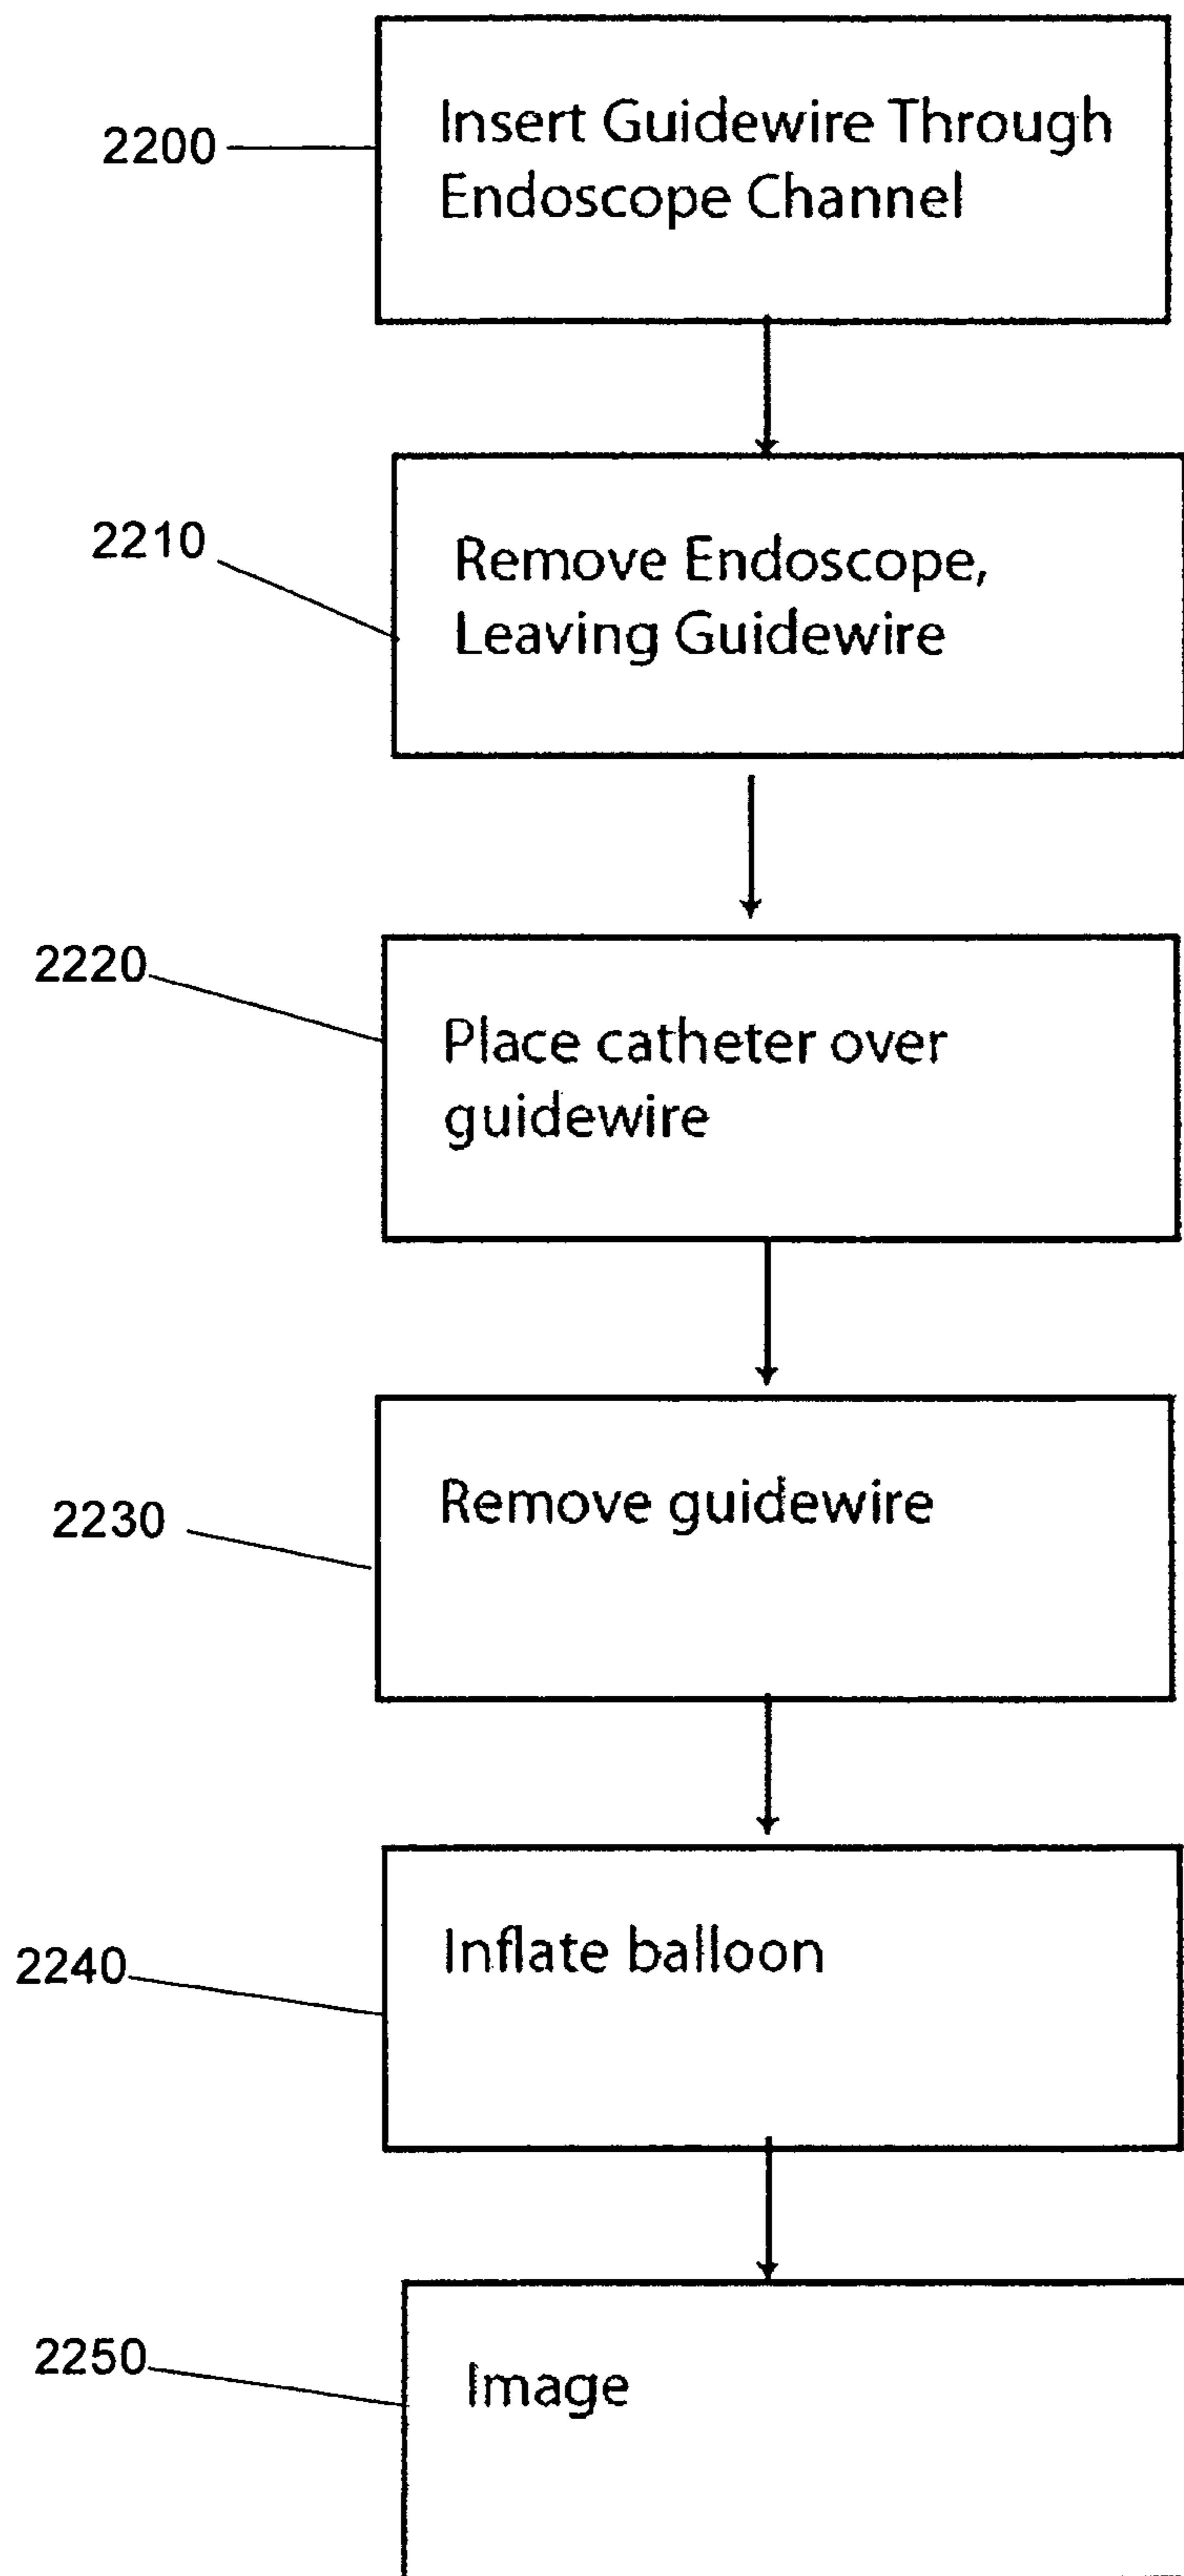 2200
Insert Guidewire Through
Endoscope Channel
2210
Remove Endoscope,
Leaving Guidewire
2220
Place catheter over
guidewire
2230
Remove guidewire
2240
Inflate balloon
2250
Image